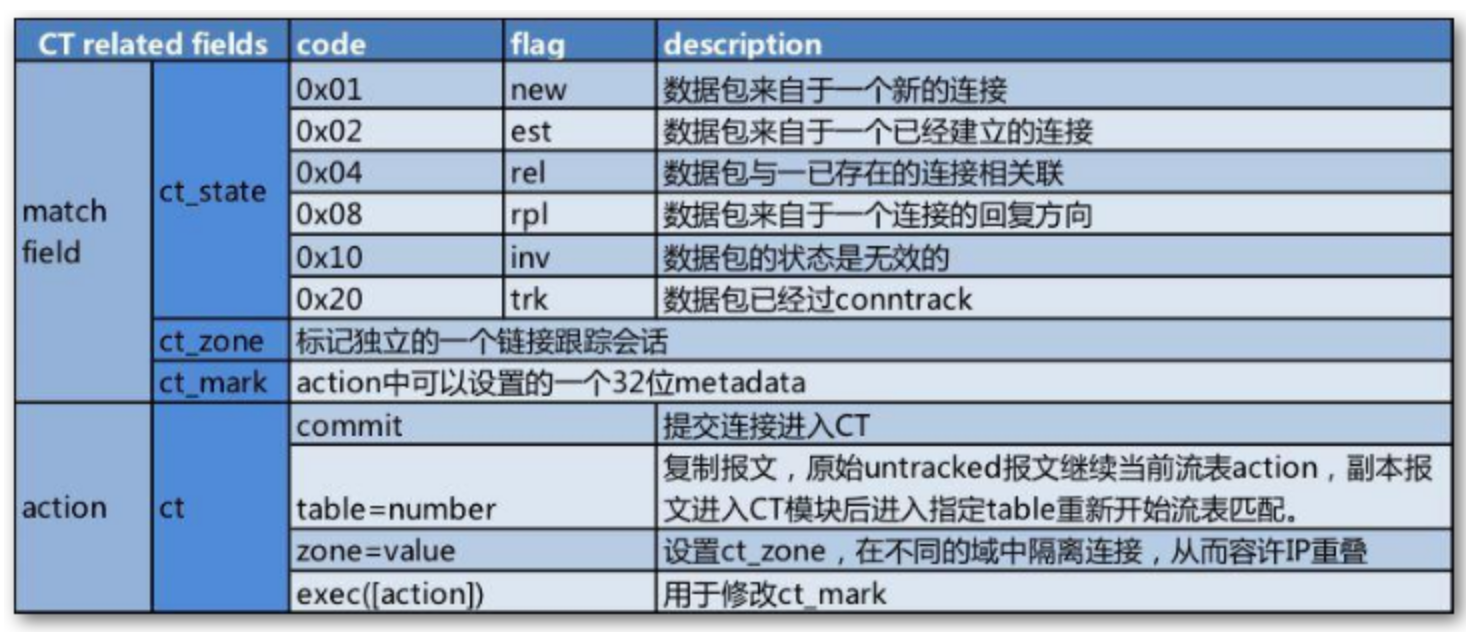 CT related fields code flag description
match field
ct_state
0x01 new 数据包来自于一个新的连接
0x02 est 数据包来自于一个已经建立的连接
0x04 rel 数据包与一已存在的连接相关联
0x08 rpl 数据包来自于一个连接的回复方向
0x10 inv 数据包的状态是无效的
0x20 trk 数据包已经过conntrack
ct_zone 标记独立的一个链接跟踪会话
ct_mark action中可以设置的一个32位metadata
action
ct
commit 提交连接进入CT
table=number 复制报文，原始untracked报文继续当前流表action，副本报
文进入CT模块后进入指定table重新开始流表匹配。
zone=value 设置ct_zone，在不同的域中隔离连接，从而容许IP重叠
exec([action]) 用于修改ct_mark